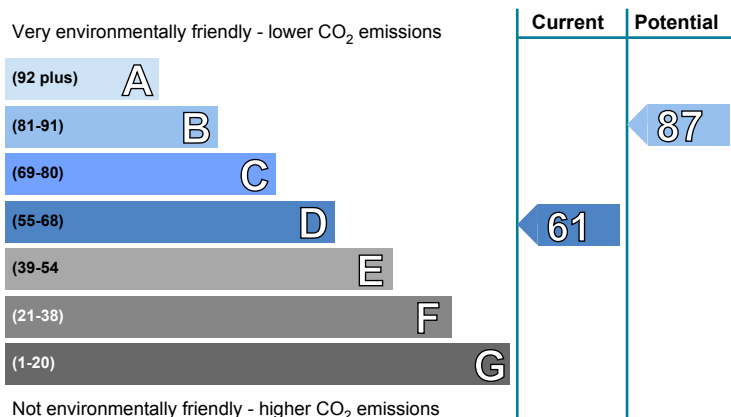 Very environmentally friendly - lower CO2 emissions
Current
Potential
(92 plus) A
(81-91) B
87
(69-80) C
(55-68) D
61
(39-54 E
(21-38) F
(1-20) G
Not environmentally friendly - higher CO2 emissions